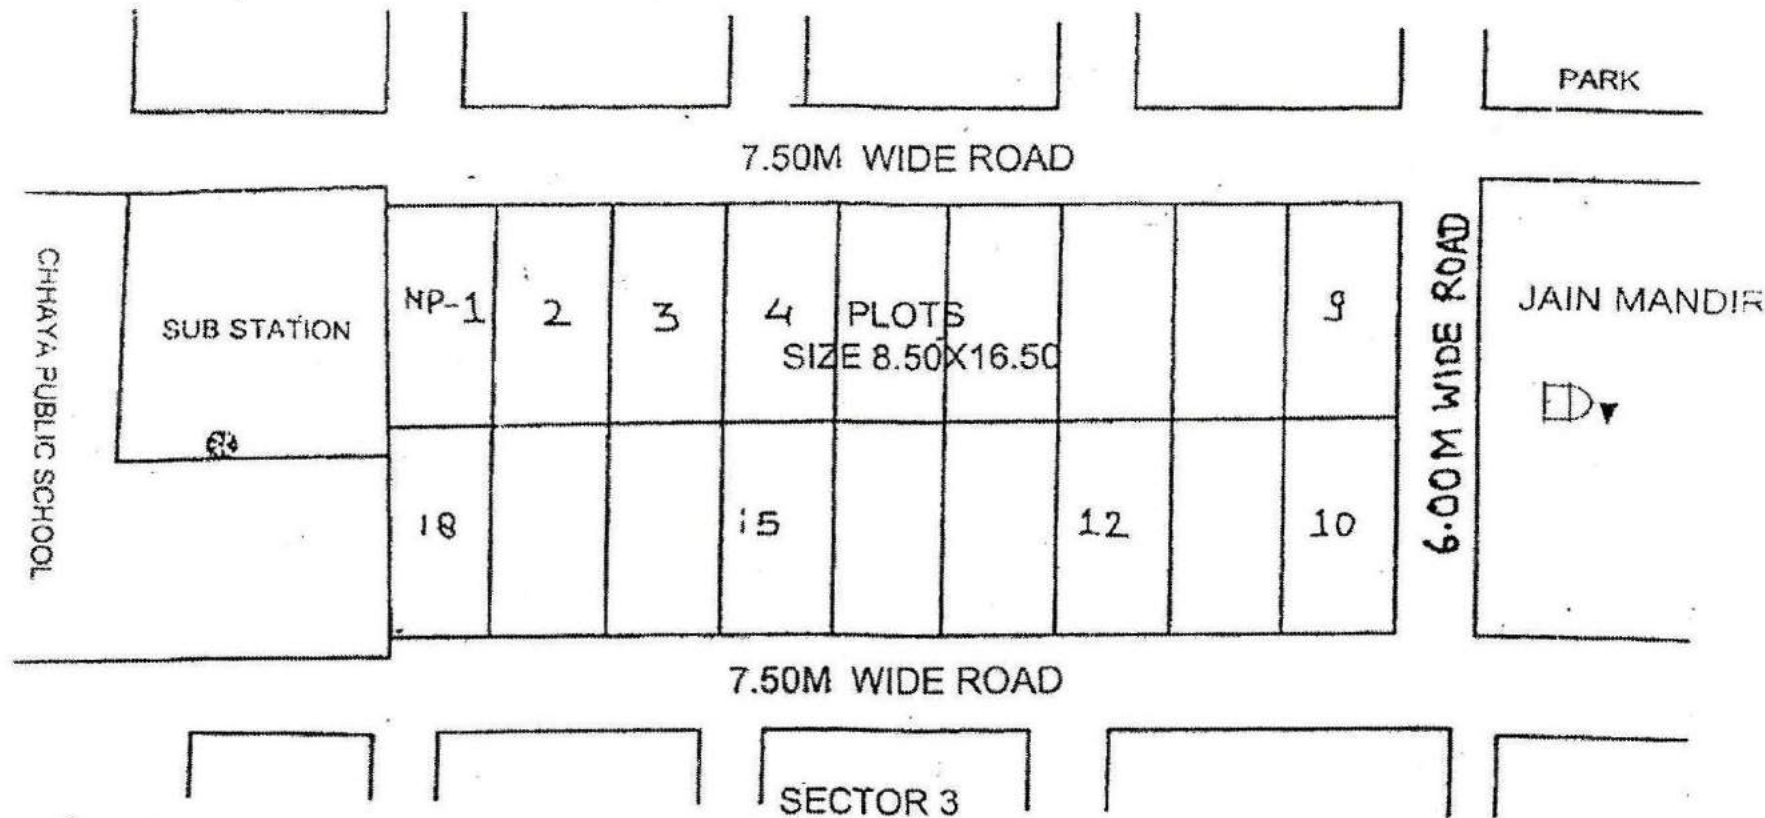 PARK
7.50M WIDE ROAD
CHHAYA PUBLIC SCHOOL
SUB STATION
NP-1
2
3
4
PLOTS
SIZE 8.50X16.50
9
6.00M WIDE ROAD
JAIN MANDIR
18
15
12
10
7.50M WIDE ROAD
SECTOR 3